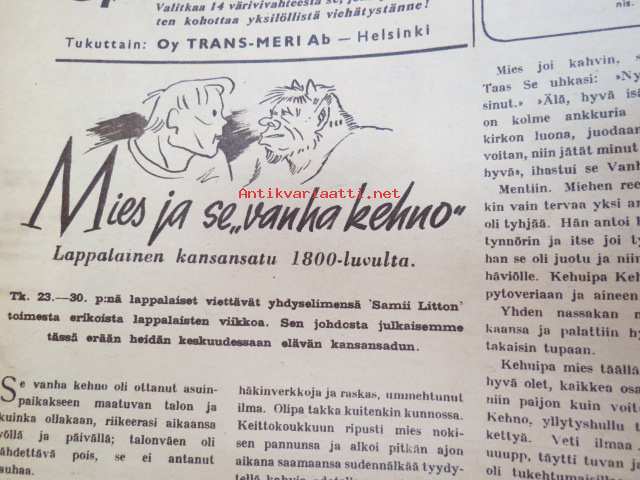 Valitkaa 14 värivivahteesta se,
ten kohottaa yksilöllistä viehätystänne!
Tukuttain: Oy TRANS-MERI Ab — Helsinki
Antikvariaatti.net
Mies ja se „vanha kehno“
Lappalainen kansansatu 1800-luvulta.
Tk. 23.—30. p:nä lappalaiset viettävät yhdyselimensä 'Samii Litton'
toimesta erikoista lappalaisten viikkoa. Sen johdosta julkaisemme
tässä erään heidän keskuudessaan elävän kansansadun.
Se vanha kehno oli ottanut asuin-
paikakseen maatuvan talon ja
kuinka ollakaan, riikeerasi aikaansa
yöllä ja päivällä; talonväen oli
lähdettävä pois, se ei antanut
rauhaa.
häkinverkkoja ja raskas, ummehtunut
ilma. Olipa takka kuitenkin kunnossa.
Keittokoukkuun ripusti mies noki-
sen pannunsa ja alkoi pitkän ajon
aikana saamaansa sudennälkää tyydy-
tellä kahvia
nis.
Mies joi kahvin,
Taas Se uhkasi: »Ny
sinut.» »Älä, hyvä isä
on kolme ankkuria
kirkon luona, juodaan
voitan, niin jätät minut
hyvä», ihastui se Vanh
Mentiin. Miehen reeh
kin vain tervaa yksi an
oli tyhjää. Hän antoi
tynnörin ja itse joi ty
han se oli juotu ja niin
häviölle. Kehuipa Keh
pytoveriaan ja aineen
Yhden nassakan
kaansa ja palattiin hy
takaisin tupaan.
Kehuipa mies täällä
hyvä olet, kaikkea osa
niin paljon kuin voit
Kehno, yllytyshullu t
kettyä. Veti ilmaa
uuupp, täytti tuvan ja
oli tukehtumaisillaan